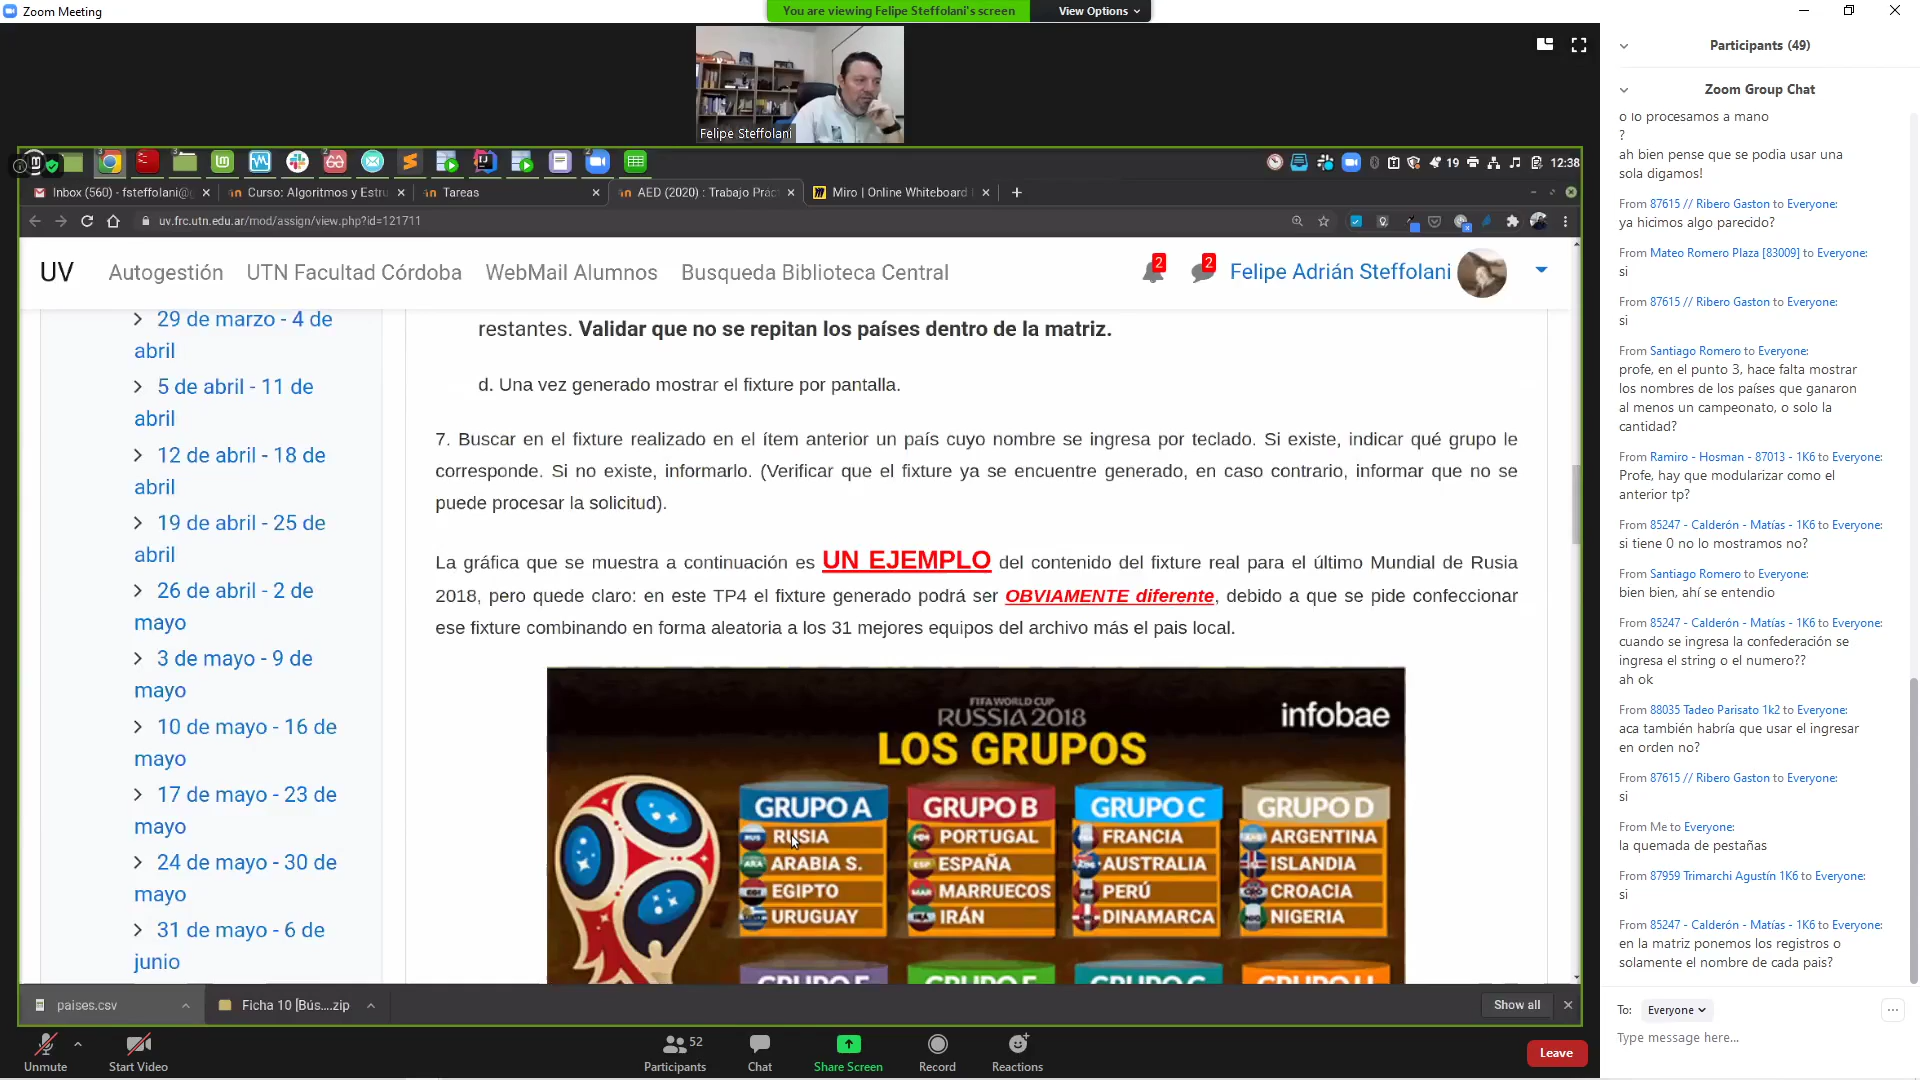 Zoom Meeting
You are viewing Felipe Steffolani's screen
View Options
Felipe Steffolani
12:38
Inbox (560) - fsteffolani@
Curso: Algoritmos y Estru
Tareas
AED (2020) : Trabajo Prác
Miro | Online Whiteboard
uv.frc.utn.edu.ar/mod/assign/view.php?id=121711
UV
Autogestión
UTN Facultad Córdoba
WebMail Alumnos
Busqueda Biblioteca Central
2
2
Felipe Adrián Steffolani
29 de marzo - 4 de
abril
5 de abril - 11 de
abril
12 de abril - 18 de
abril
19 de abril - 25 de
abril
26 de abril - 2 de
mayo
3 de mayo - 9 de
mayo
10 de mayo - 16 de
mayo
17 de mayo - 23 de
mayo
24 de mayo - 30 de
mayo
31 de mayo - 6 de
junio
restantes. Validar que no se repitan los países dentro de la matriz.
d. Una vez generado mostrar el fixture por pantalla.
7. Buscar en el fixture realizado en el ítem anterior un país cuyo nombre se ingresa por teclado. Si existe, indicar qué grupo le
corresponde. Si no existe, informarlo. (Verificar que el fixture ya se encuentre generado, en caso contrario, informar que no se
puede procesar la solicitud).
La gráfica que se muestra a continuación es UN EJEMPLO del contenido del fixture real para el último Mundial de Rusia
2018, pero quede claro: en este TP4 el fixture generado podrá ser OBVIAMENTE diferente, debido a que se pide confeccionar
ese fixture combinando en forma aleatoria a los 31 mejores equipos del archivo más el pais local.
FIFA WORLD CUP
RUSSIA 2018
infobae
LOS GRUPOS
GRUPO A
RUSIA
ARABIA S.
EGIPTO
URUGUAY
GRUPO B
PORTUGAL
ESPAÑA
MARRUECOS
IRÁN
GRUPO C
FRANCIA
AUSTRALIA
PERÚ
DINAMARCA
GRUPO D
ARGENTINA
ISLANDIA
CROACIA
NIGERIA
paises.csv
Ficha 10 [Bús....zip
Show all
Unmute
Start Video
52
Participants
Chat
Share Screen
Record
Reactions
Leave
Participants (49)
Zoom Group Chat
o lo procesamos a mano
?
ah bien pense que se podia usar una
sola digamos!
From 87615 // Ribero Gaston to Everyone:
ya hicimos algo parecido?
From Mateo Romero Plaza [83009] to Everyone:
si
From 87615 // Ribero Gaston to Everyone:
si
From Santiago Romero to Everyone:
profe, en el punto 3, hace falta mostrar
los nombres de los países que ganaron
al menos un campeonato, o solo la
cantidad?
From Ramiro - Hosman - 87013 - 1K6 to Everyone:
Profe, hay que modularizar como el
anterior tp?
From 85247 - Calderón - Matías - 1K6 to Everyone:
si tiene 0 no lo mostramos no?
From Santiago Romero to Everyone:
bien bien, ahí se entendio
From 85247 - Calderón - Matías - 1K6 to Everyone:
cuando se ingresa la confederación se
ingresa el string o el numero??
ah ok
From 88035 Tadeo Parisato 1k2 to Everyone:
aca también habría que usar el ingresar
en orden no?
From 87615 // Ribero Gaston to Everyone:
si
From Me to Everyone:
la quemada de pestañas
From 87959 Trimarchi Agustín 1K6 to Everyone:
si
From 85247 - Calderón - Matías - 1K6 to Everyone:
en la matriz ponemos los registros o
solamente el nombre de cada pais?
To: Everyone
Type message here...